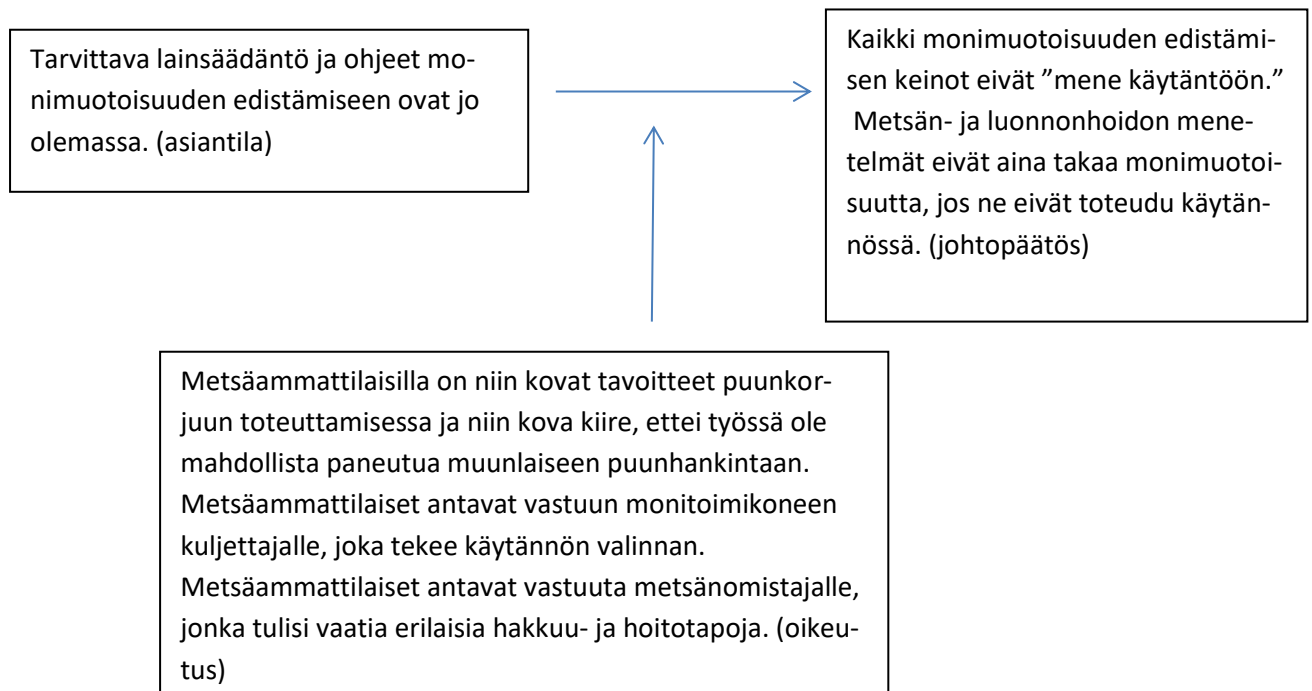 Tarvittava lainsäädäntö ja ohjeet mo-
nimuotoisuuden edistämiseen ovat jo
olemassa. (asiantila)
Kaikki monimuotoisuuden edistämi-
sen keinot eivät ”mene käytäntöön.”
Metsän- ja luonnonhoidon mene-
telmät eivät aina takaa monimuotoi-
suutta, jos ne eivät toteudu käytän-
nössä. (johtopäätös)
Metsäammattilaisilla on niin kovat tavoitteet puunkor-
juun toteuttamisessa ja niin kova kiire, ettei työssä ole
mahdollista paneutua muunlaiseen puunhankintaan.
Metsäammattilaiset antavat vastuun monitoimikoneen
kuljettajalle, joka tekee käytännön valinnan.
Metsäammattilaiset antavat vastuuta metsänomistajalle,
jonka tulisi vaatia erilaisia hakkuu- ja hoitotapoja. (oikeu-
tus)